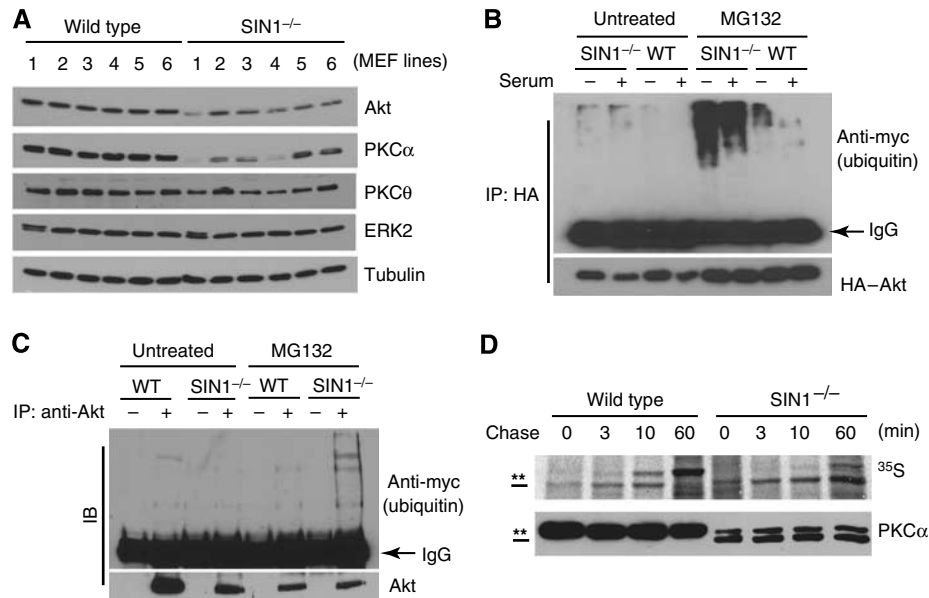 A
Wild type SIN1−/−
1 2 3 4 5 6 1 2 3 4 5 6 (MEF lines)
Akt
PKCα
PKCθ
ERK2
Tubulin
B
Untreated MG132
SIN1−/− WT SIN1−/− WT
Serum − + − + − + − +
IP: HA
Anti-myc
(ubiquitin)
IgG
HA–Akt
C
Untreated MG132
WT SIN1−/− WT SIN1−/−
IP: anti-Akt − + − + − + − +
IB
Anti-myc
(ubiquitin)
IgG
Akt
D
Wild type SIN1−/−
Chase 0 3 10 60 0 3 10 60 (min)
** 35S
** PKCα